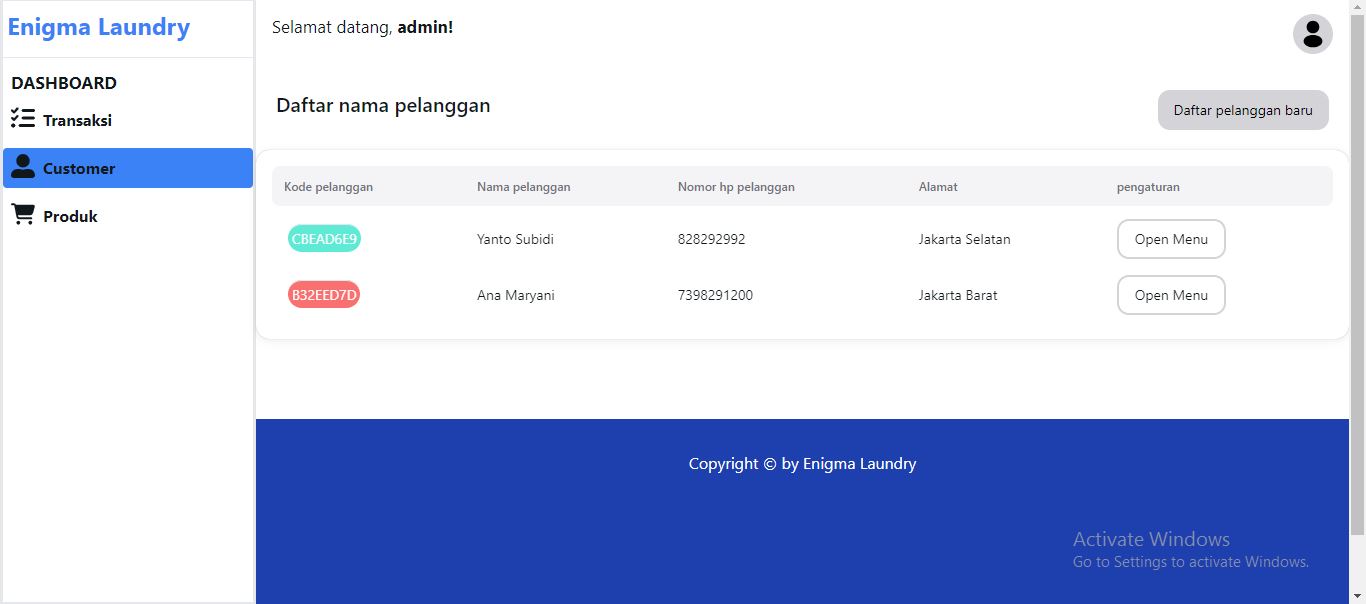 Enigma Laundry
Selamat datang, admin!
DASHBOARD
Transaksi
Customer
Produk
Daftar nama pelanggan
Daftar pelanggan baru
Kode pelanggan Nama pelanggan Nomor hp pelanggan Alamat pengaturan
CBEAD6E9 Yanto Subidi 828292992 Jakarta Selatan Open Menu
B32EED7D Ana Maryani 7398291200 Jakarta Barat Open Menu
Copyright © by Enigma Laundry
Activate Windows
Go to Settings to activate Windows.